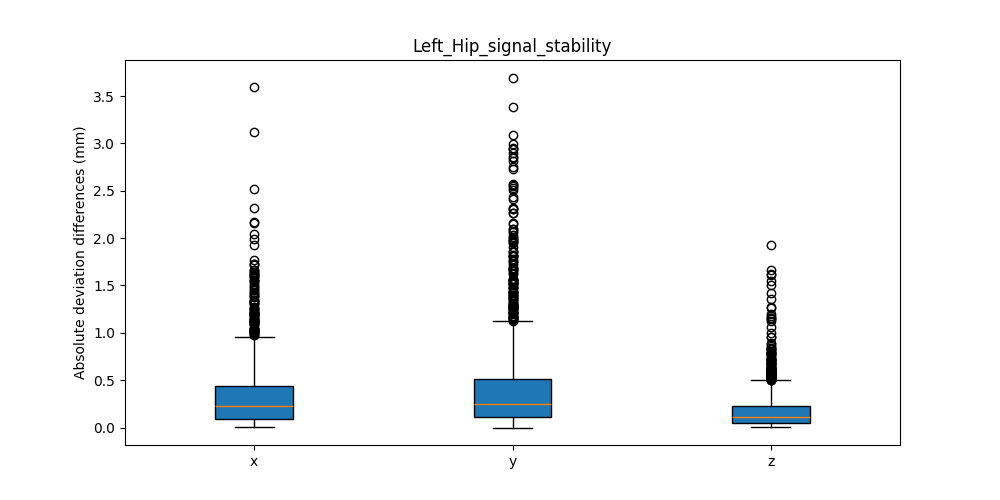 Left_Hip_signal_stability
Absolute deviation differences (mm)
3.5
3.0
2.5
2.0
1.5
1.0
0.5
0.0
x y z